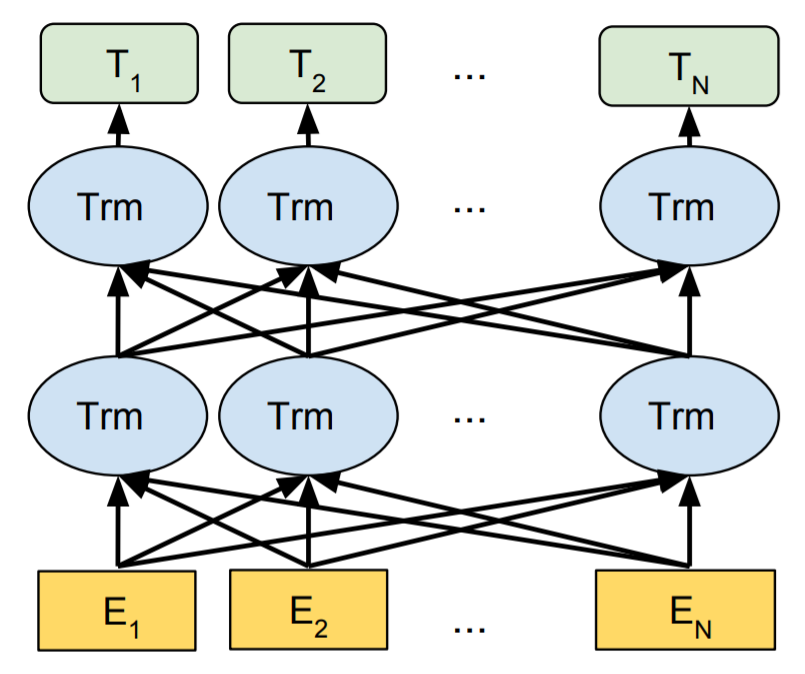 T1 T2 ... TN
Trm Trm ... Trm
Trm Trm ... Trm
E1 E2 ... EN